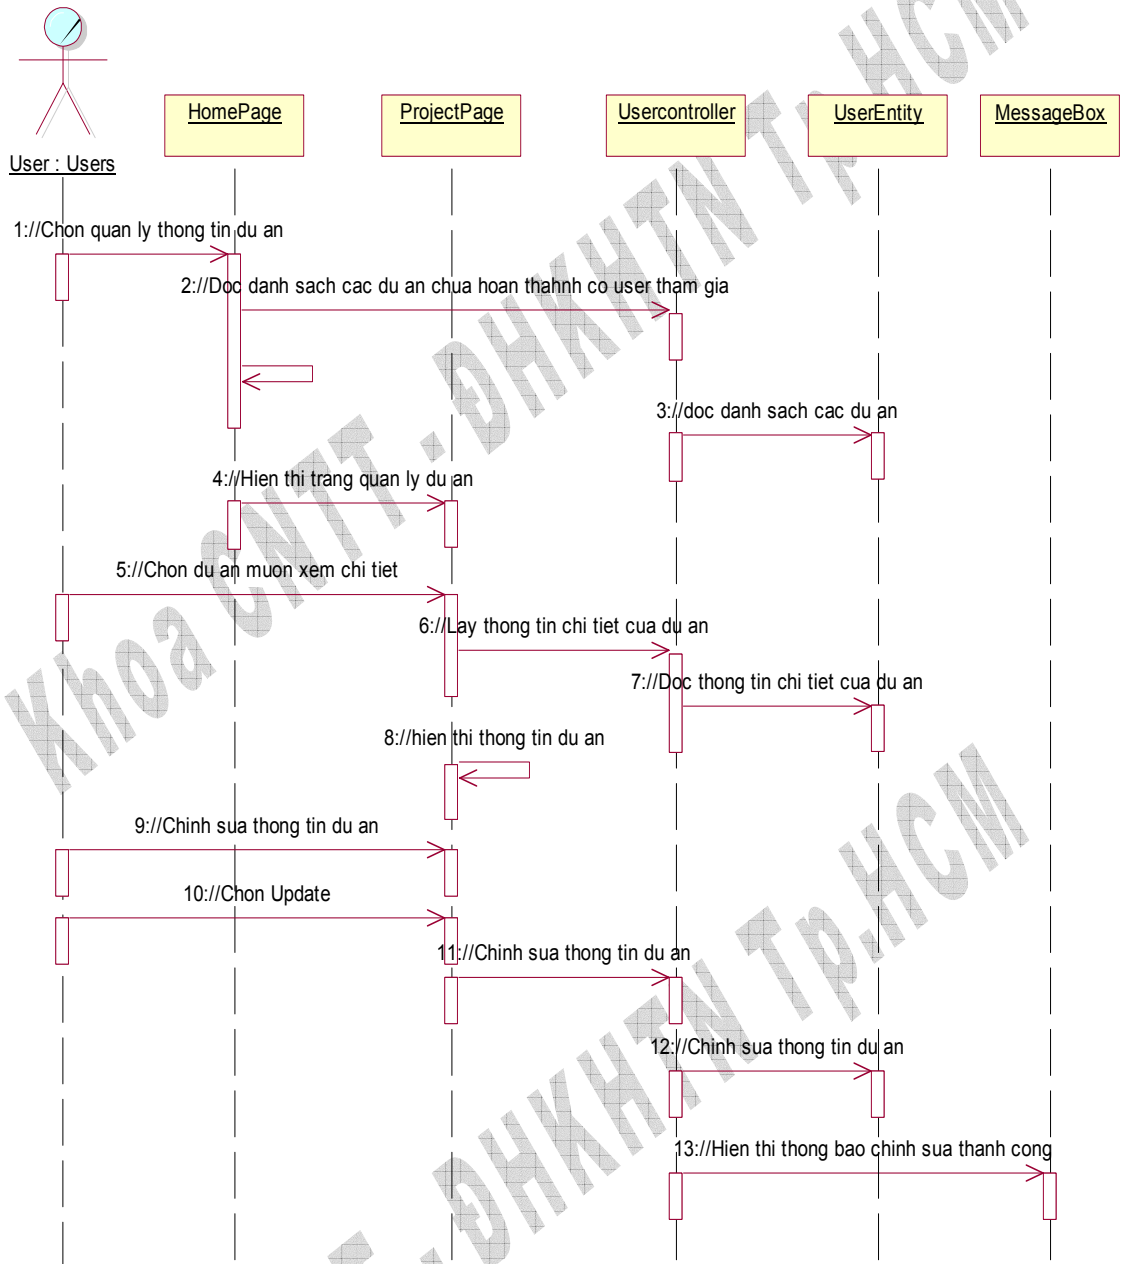 HomePage
ProjectPage
Usercontroller
UserEntity
MessageBox
User : Users
1://Chon quan ly thong tin du an
2://Doc danh sach cac du an chua hoan thahnh co user tham gia
3://doc danh sach cac du an
4://Hien thi trang quan ly du an
5://Chon du an muon xem chi tiet
6://Lay thong tin chi tiet cua du an
7://Doc thong tin chi tiet cua du an
8://hien thi thong tin du an
9://Chinh sua thong tin du an
10://Chon Update
11://Chinh sua thong tin du an
12://Chinh sua thong tin du an
13://Hien thi thong bao chinh sua thanh cong
Khoa CNTT - ĐHKHTN Tp.HCM
T - ĐHKHTN Tp.HCM